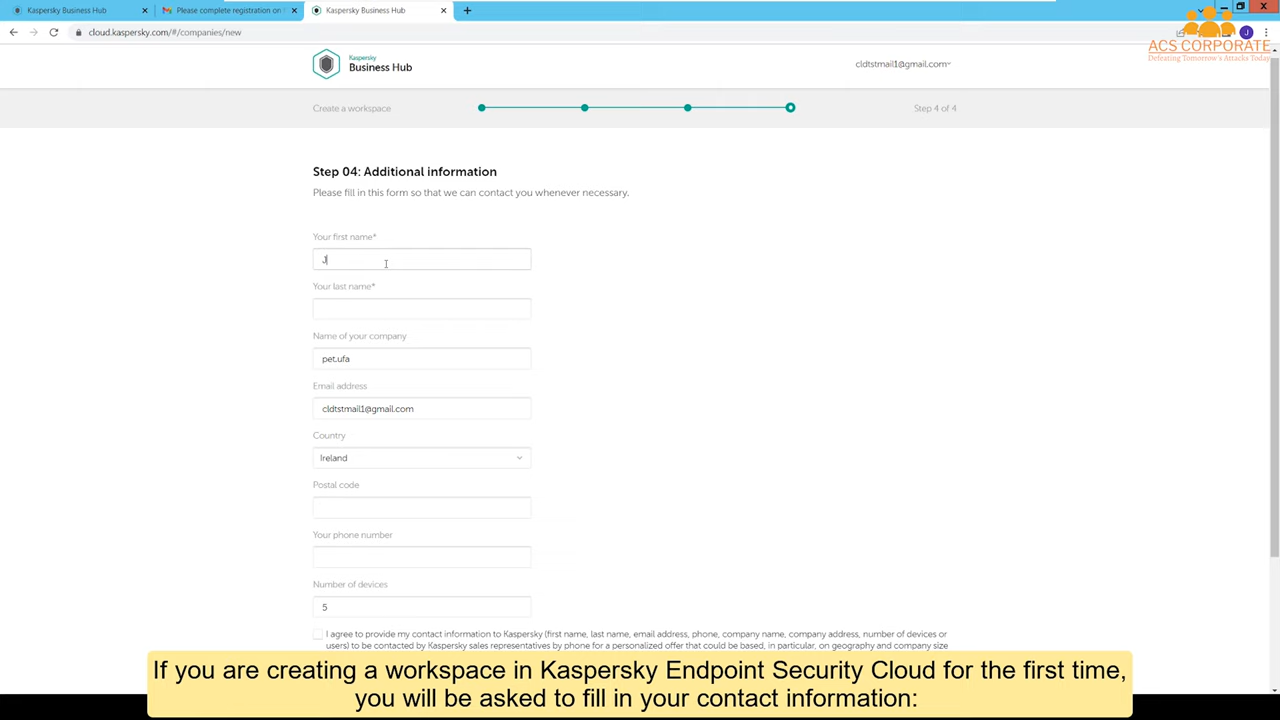 Kaspersky Business Hub
Please complete registration on
Kaspersky Business Hub
cloud.kaspersky.com/#/companies/new
J
ACS CORPORATE
Defeating Tomorrow's Attacks Today
Kaspersky
Business Hub
cldtstmail1@gmail.com
Create a workspace
Step 4 of 4
Step 04: Additional information
Please fill in this form so that we can contact you whenever necessary.
Your first name*
J
Your last name*
Name of your company
pet.ufa
Email address
cldtstmail1@gmail.com
Country
Ireland
Postal code
Your phone number
Number of devices
5
I agree to provide my contact information to Kaspersky (first name, last name, email address, phone, company name, company address, number of devices or
users) to be contacted by Kaspersky sales representatives by phone for a personalized offer that could be based, in particular, on geography and company size
If you are creating a workspace in Kaspersky Endpoint Security Cloud for the first time,
you will be asked to fill in your contact information: